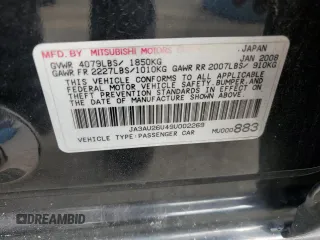 MFD. BY MITSUBISHI MOTORS JAPAN
GVWR 4079LBS/ 1850KG JAN 2008
GAWR FR 2227LBS/1010KG GAWR RR 2007LBS/ 910KG
THIS VEHICLE CONFORMS TO ALL APPLICABLE
FEDERAL MOTOR VEHICLE SAFETY, BUMPER, AND
THEFT PREVENTION STANDARDS IN EFFECT ON
THE DATE OF MANUFACTURE SHOWN ABOVE.
JA3AU26U49U002269
VEHICLE TYPE:PASSENGER CAR MU000883